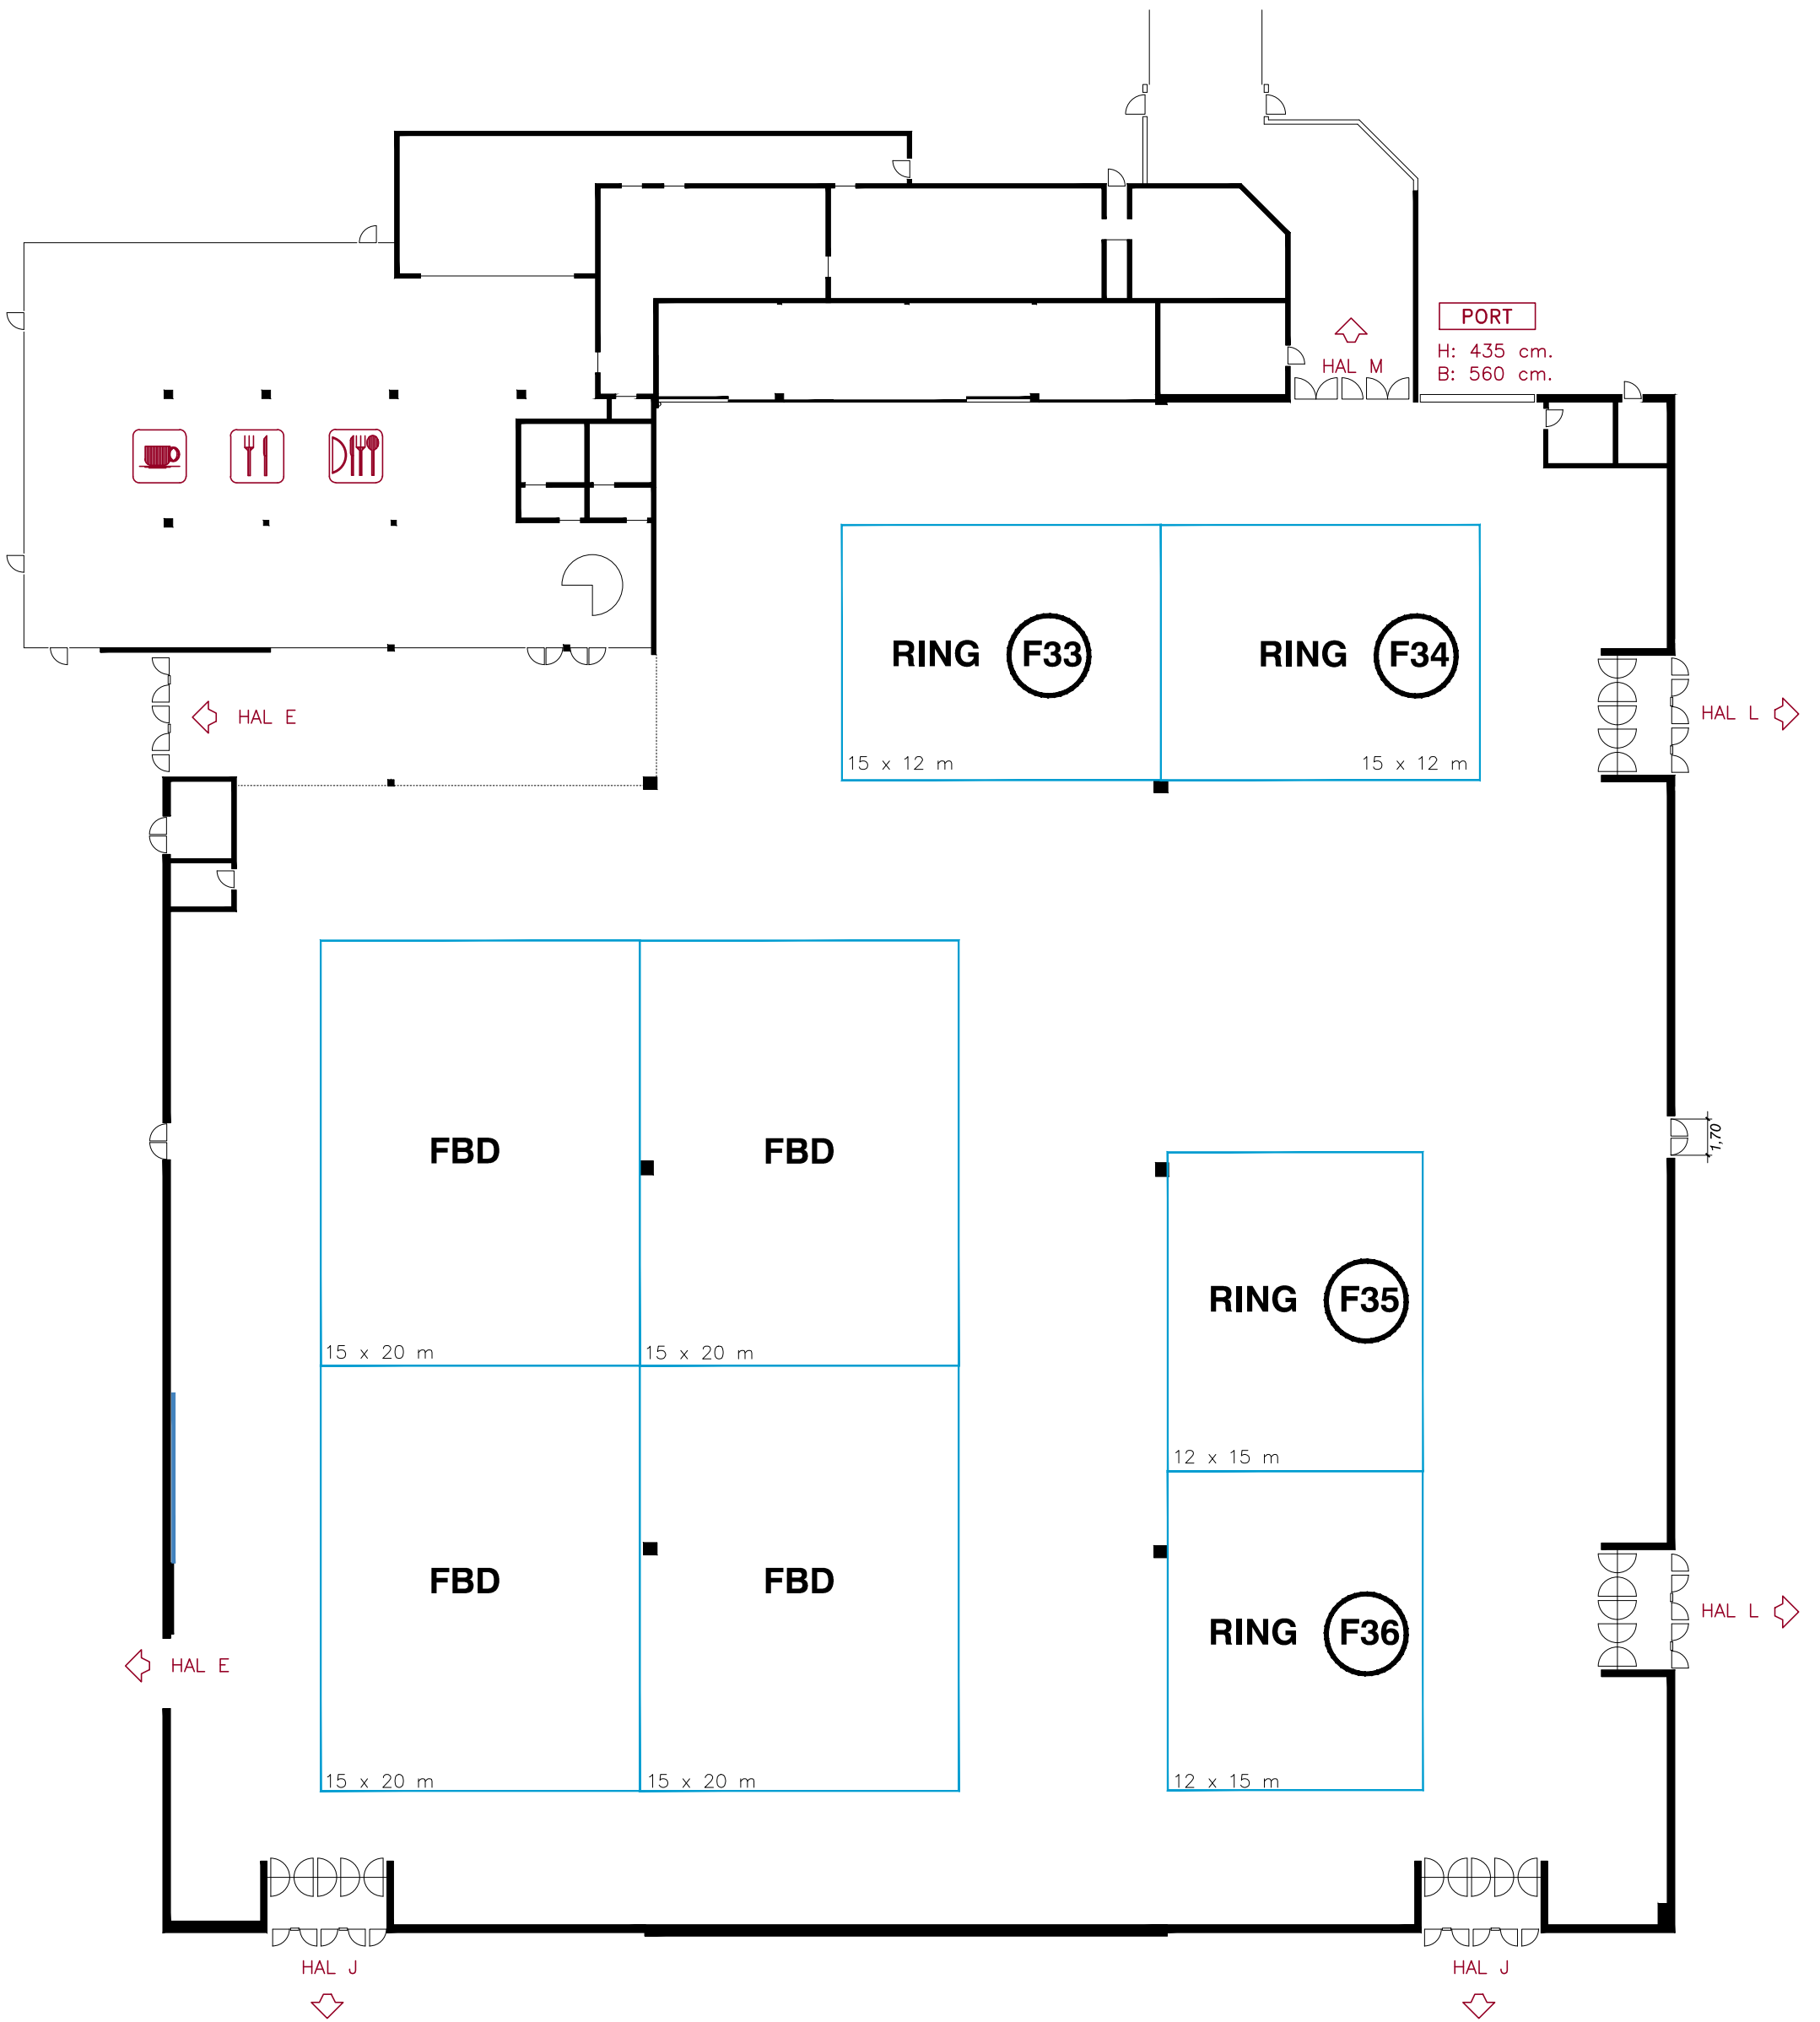 PORT
H: 435 cm.
B: 560 cm.
HAL M
RING F33
RING F34
15 x 12 m
15 x 12 m
HAL E
HAL L
FBD
FBD
1,70
RING F35
15 x 20 m
15 x 20 m
12 x 15 m
FBD
FBD
RING F36
HAL L
HAL E
15 x 20 m
15 x 20 m
12 x 15 m
HAL J
HAL J